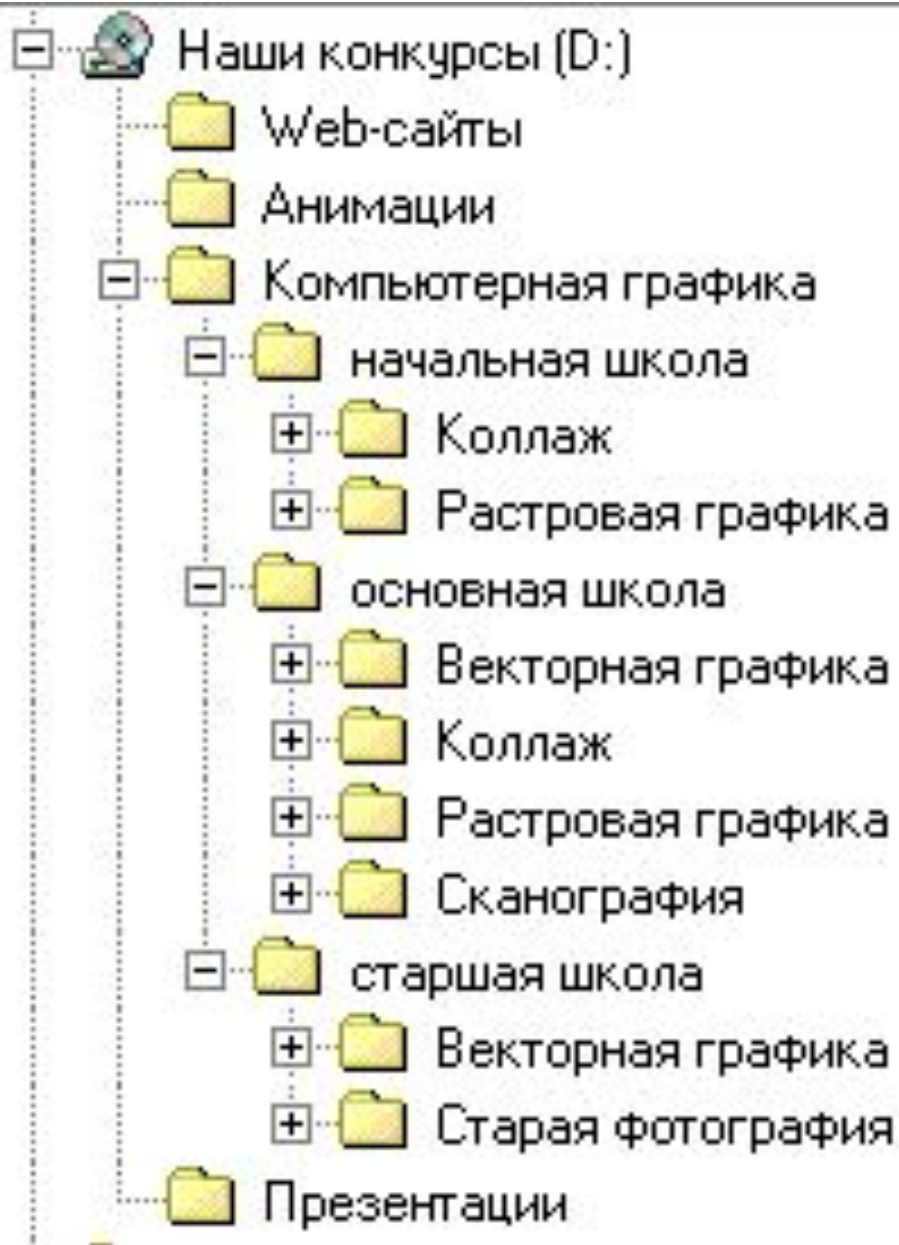 Наши конкурсы (D:)
Web-сайты
Анимации
Компьютерная графика
начальная школа
Коллаж
Растровая графика
основная школа
Векторная графика
Коллаж
Растровая графика
Сканография
старшая школа
Векторная графика
Старая фотография
Презентации